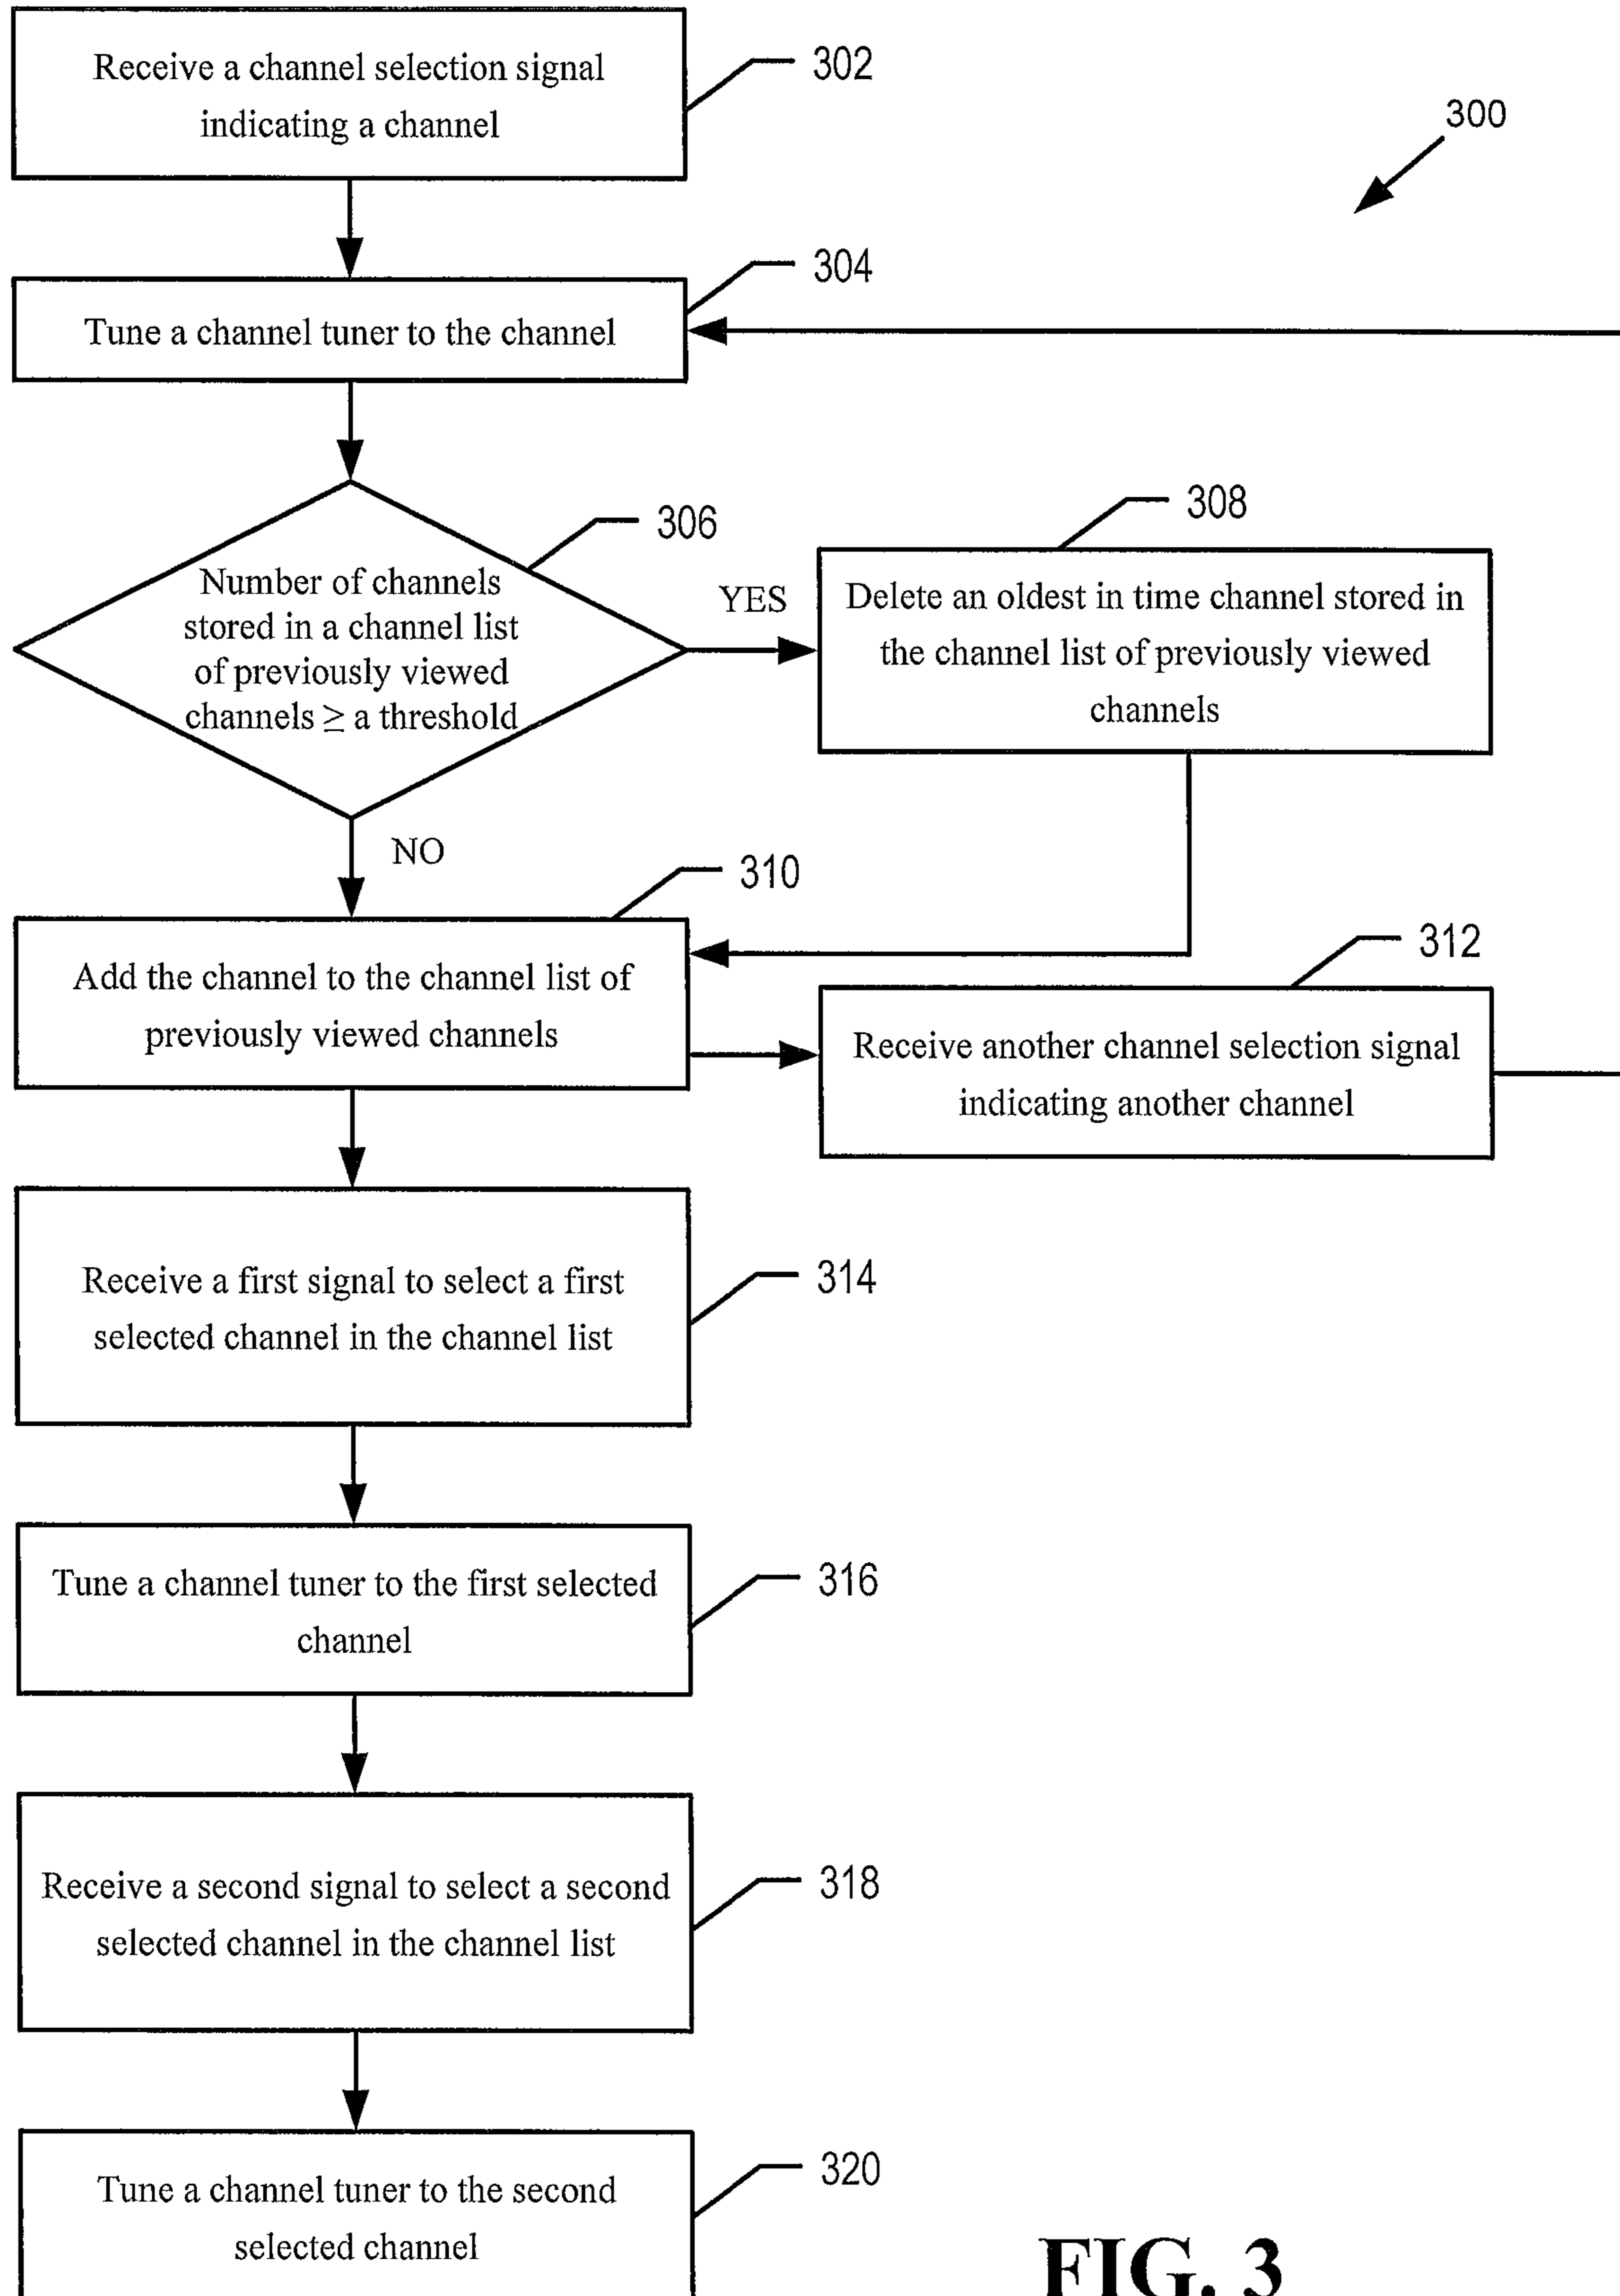 Receive a channel selection signal
indicating a channel
302
300
304
Tune a channel tuner to the channel
306
Number of channels
stored in a channel list
of previously viewed
channels ≥ a threshold
YES
308
Delete an oldest in time channel stored in
the channel list of previously viewed
channels
NO
310
Add the channel to the channel list of
previously viewed channels
312
Receive another channel selection signal
indicating another channel
Receive a first signal to select a first
selected channel in the channel list
314
Tune a channel tuner to the first selected
channel
316
Receive a second signal to select a second
selected channel in the channel list
318
Tune a channel tuner to the second
selected channel
320
FIG. 3